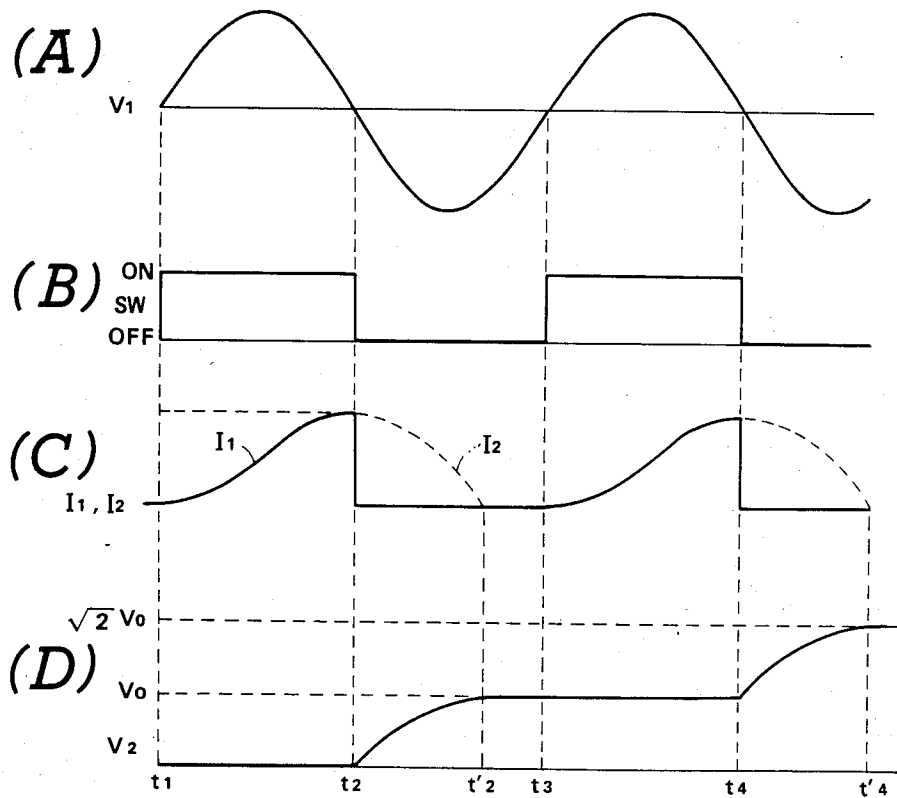 (A)
V1
(B)
ON
SW
OFF
(C)
I1
I2
I1, I2
√2 V0
(D)
V0
V2
t1 t2 t'2 t3 t4 t'4